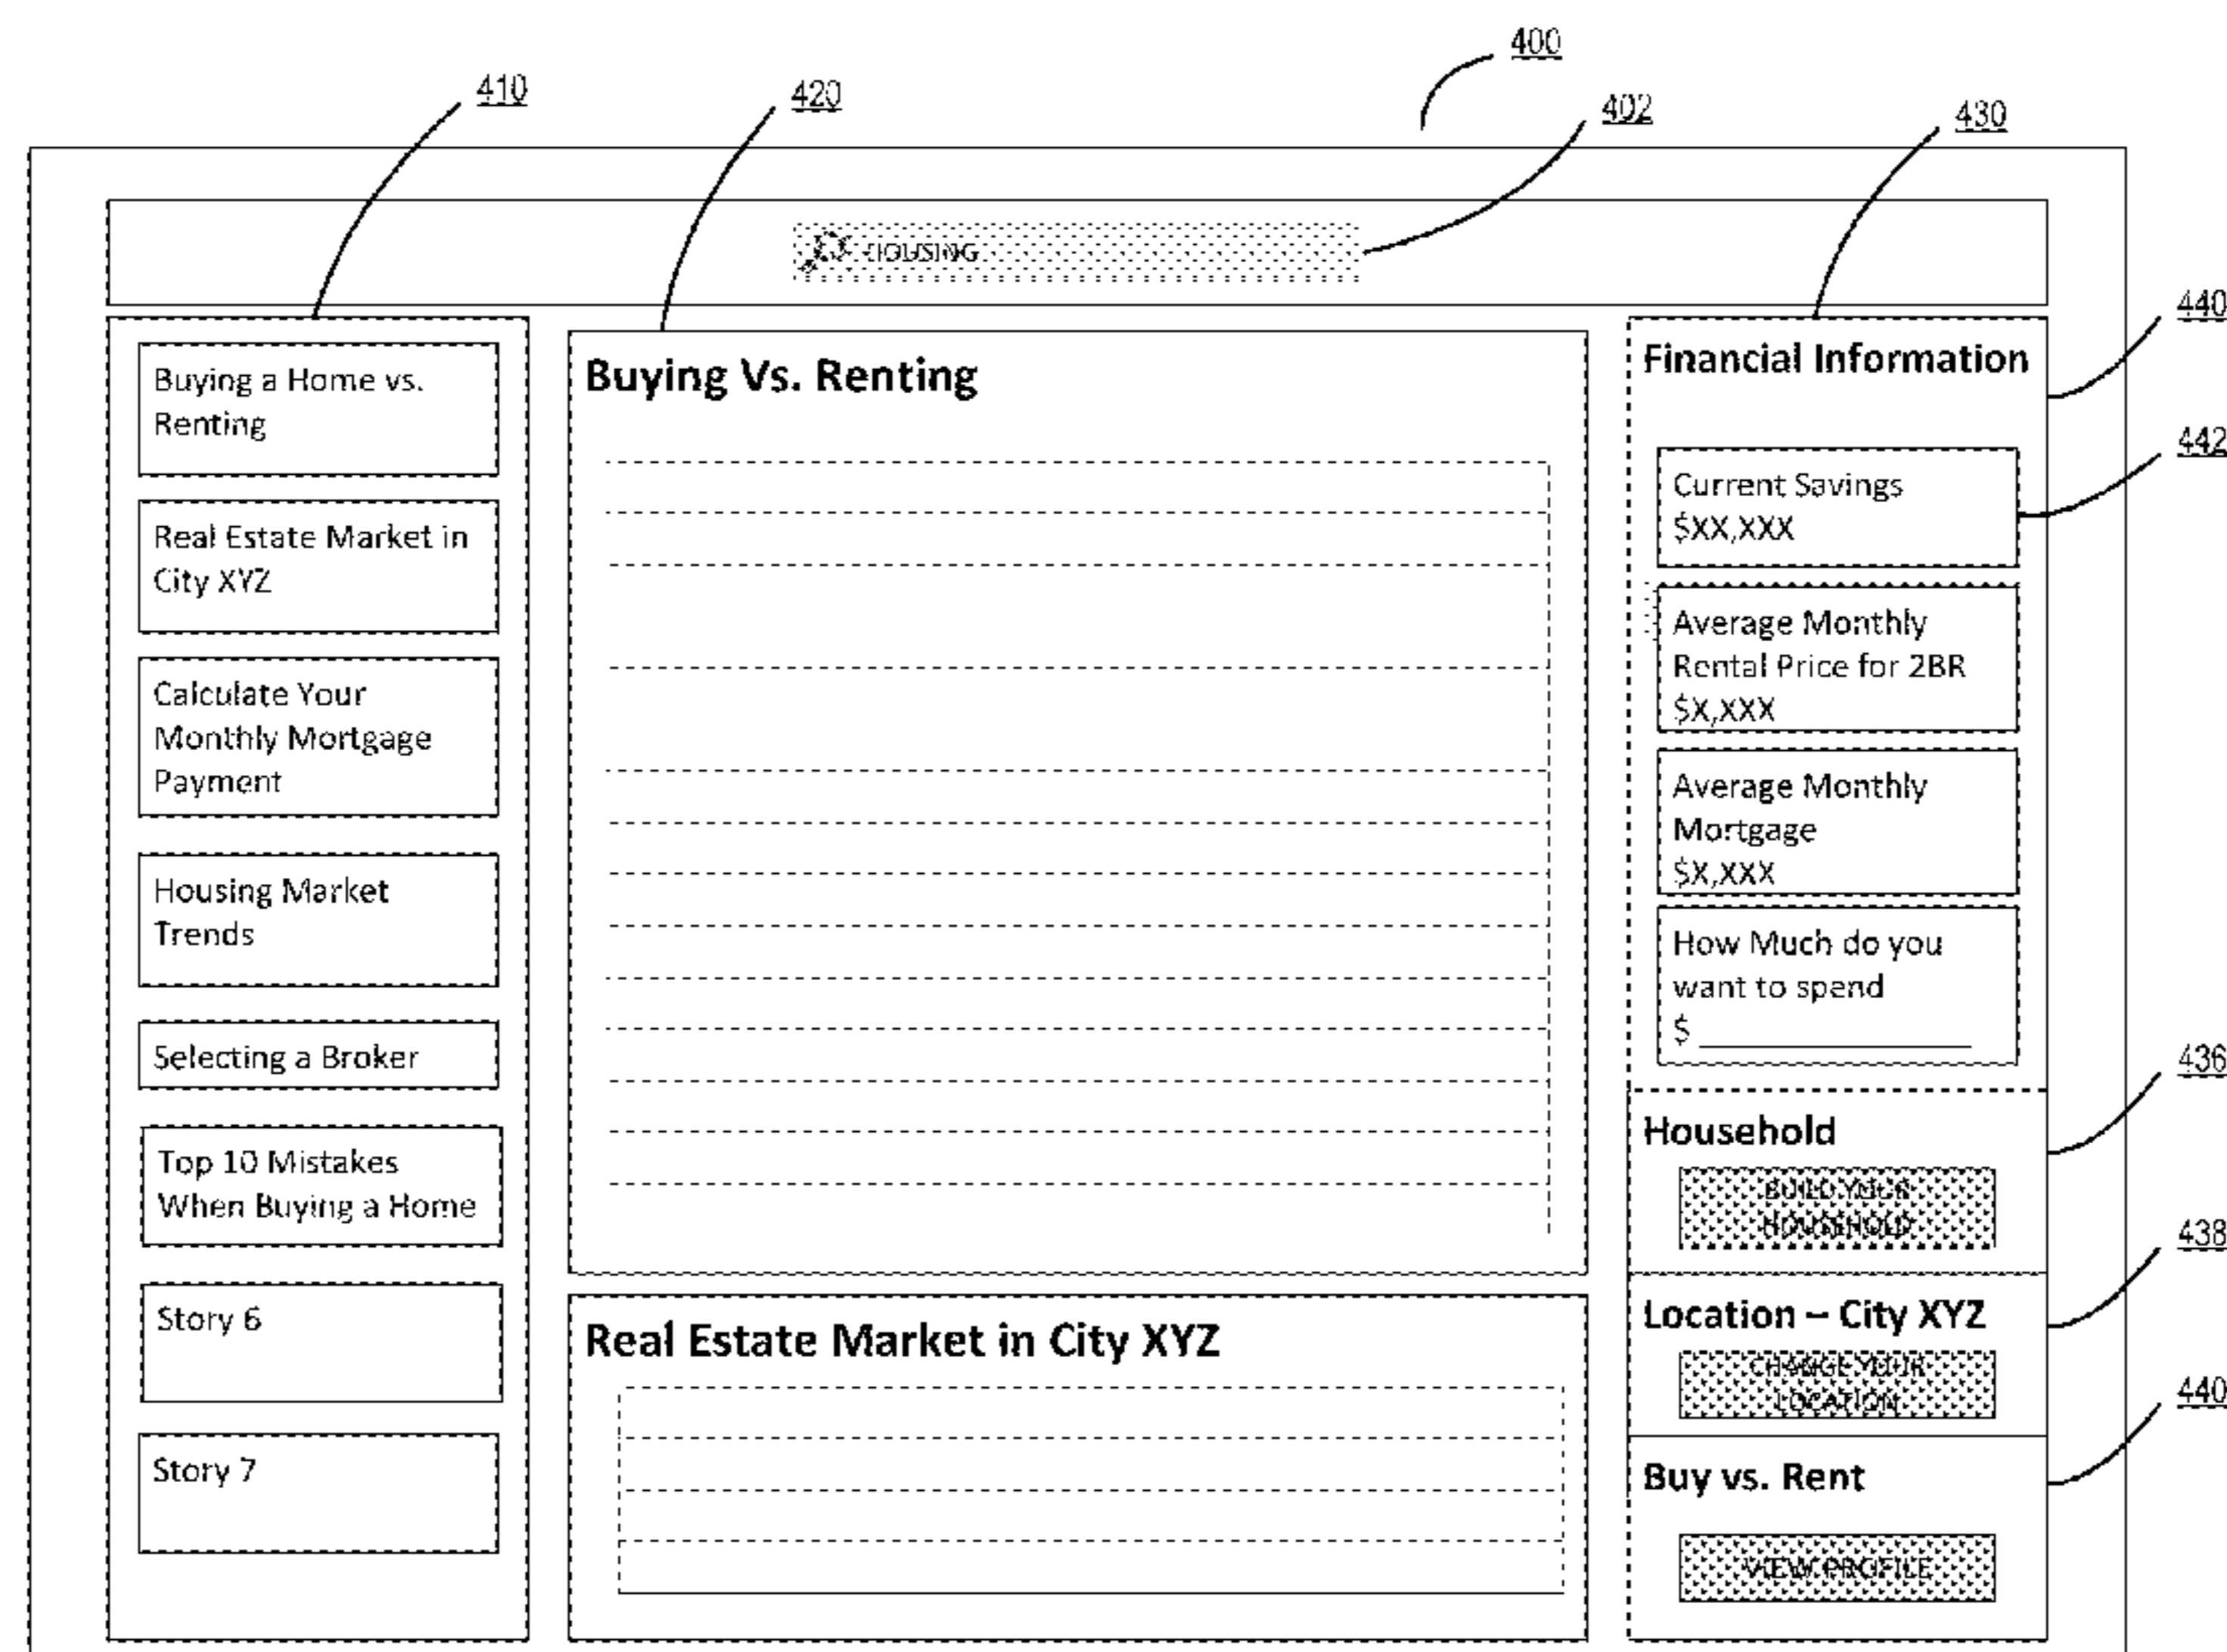 400
410
420
402
430
HOUSING
440
442
436
438
440
Buying a Home vs.
Renting
Real Estate Market in
City XYZ
Calculate Your
Monthly Mortgage
Payment
Housing Market
Trends
Selecting a Broker
Top 10 Mistakes
When Buying a Home
Story 6
Story 7
Buying Vs. Renting
Real Estate Market in City XYZ
Financial Information
Current Savings
$XX,XXX
Average Monthly
Rental Price for 2BR
$X,XXX
Average Monthly
Mortgage
$X,XXX
How Much do you
want to spend
$
Household
BUILD YOUR
HOUSEHOLD
Location – City XYZ
CHANGE YOUR
LOCATION
Buy vs. Rent
VIEW PROFILE